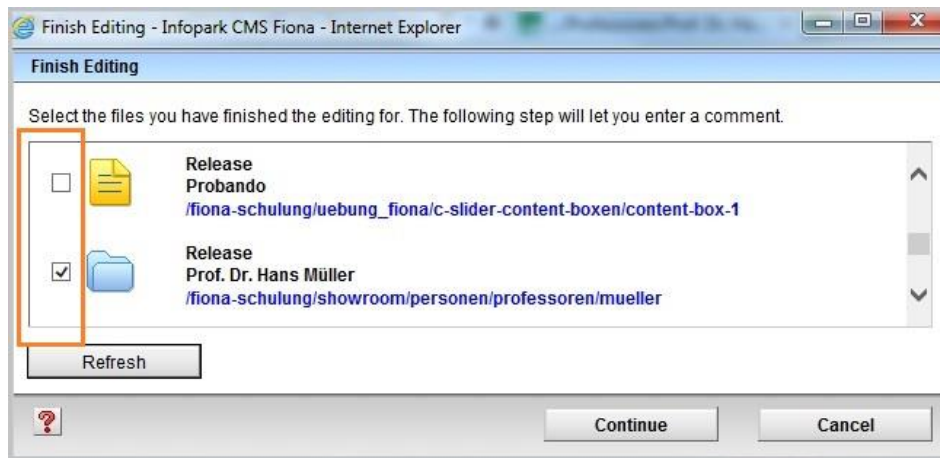 Finish Editing - Infopark CMS Fiona - Internet Explorer
Finish Editing
Select the files you have finished the editing for. The following step will let you enter a comment.
Release
Probando
/fiona-schulung/uebung_fiona/c-slider-content-boxen/content-box-1
Release
Prof. Dr. Hans Müller
/fiona-schulung/showroom/personen/professoren/mueller
Refresh
?
Continue
Cancel